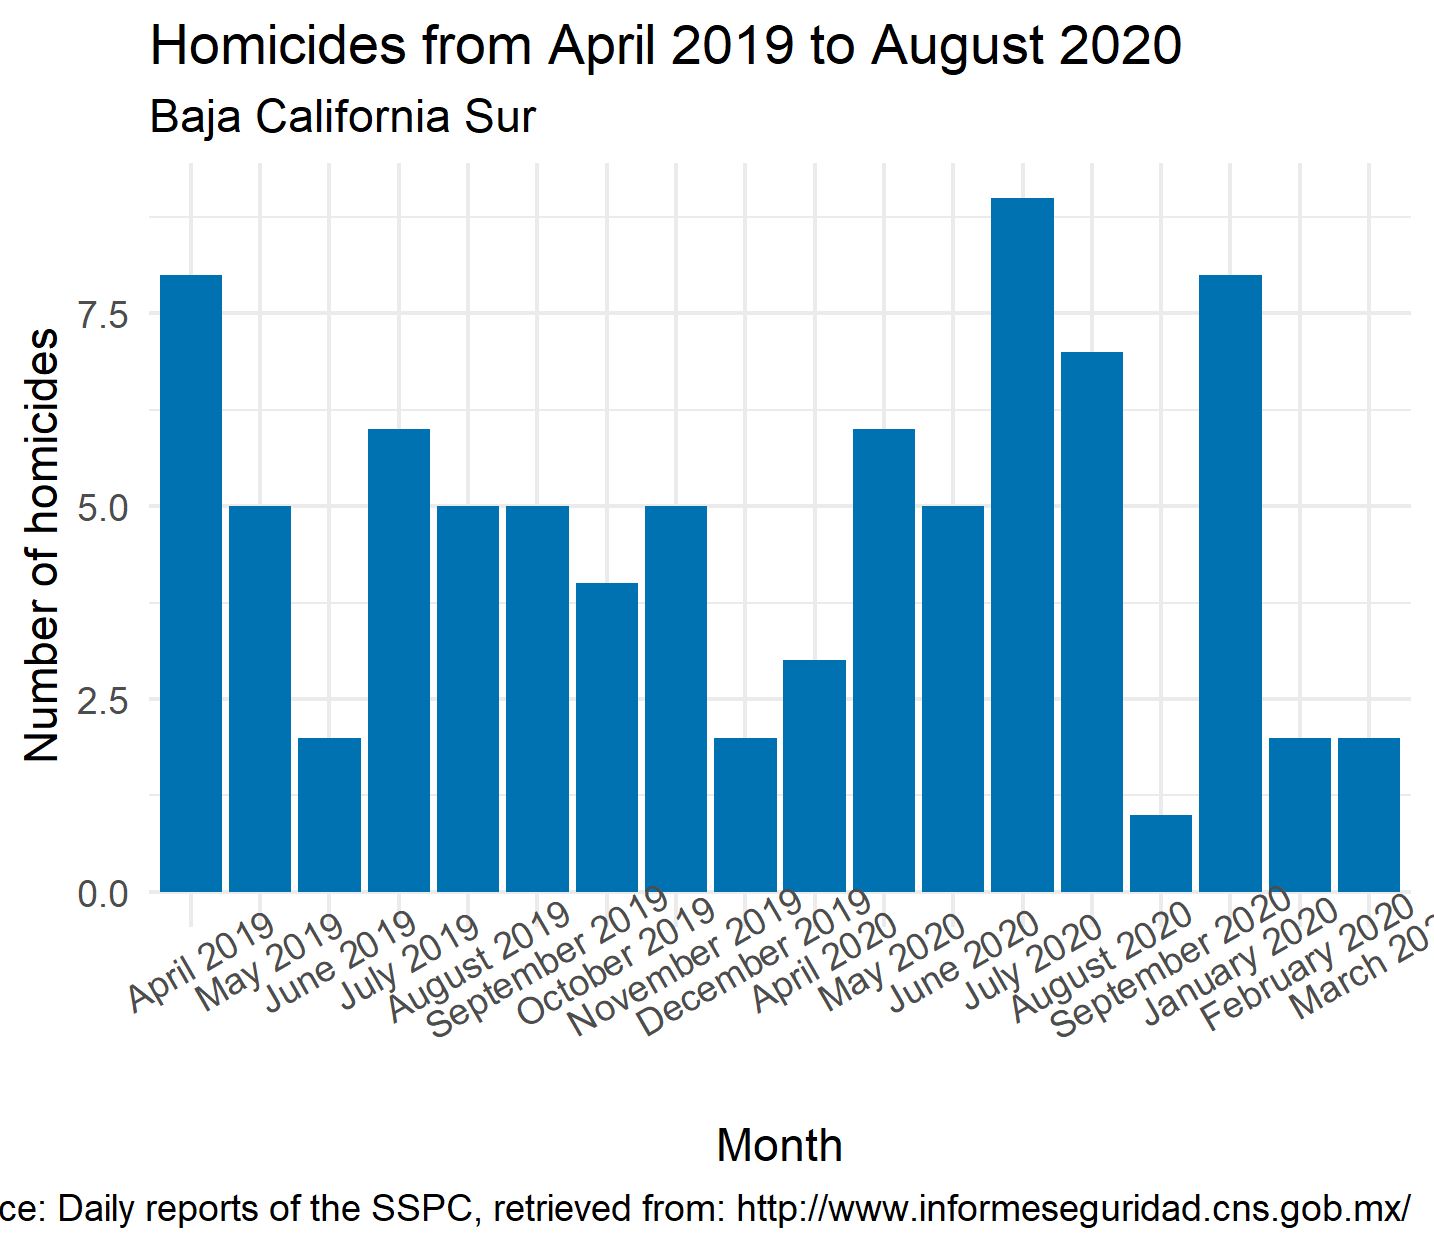 Homicides from April 2019 to August 2020
Baja California Sur
Number of homicides
7.5
5.0
2.5
0.0
April 2019
May 2019
June 2019
July 2019
August 2019
September 2019
October 2019
November 2019
December 2019
April 2020
May 2020
June 2020
July 2020
August 2020
September 2020
January 2020
February 2020
March 202
Month
ce: Daily reports of the SSPC, retrieved from: http://www.informeseguridad.cns.gob.mx/